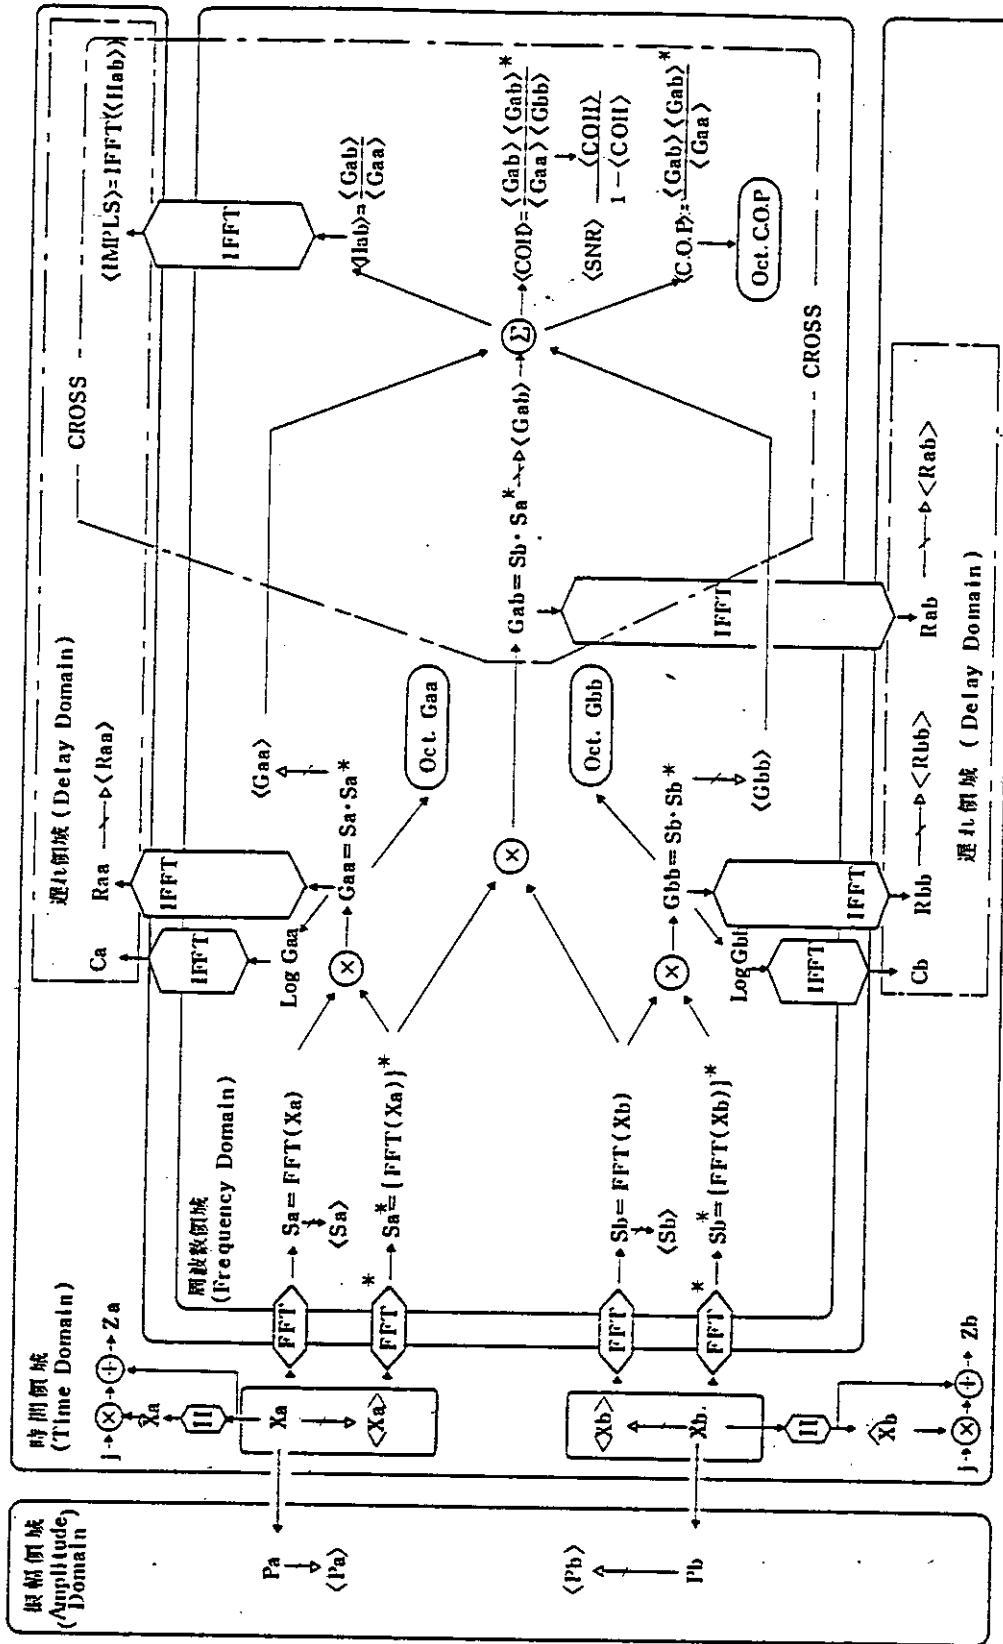 振幅領域
(Amplitude
Domain)
Pa
⟨Pa⟩
⟨Pb⟩
Pb
時間領域
(Time Domain)
j → ⊗ → ⊕ → Za
X̂a
H
Xa
⟨Xa⟩
⟨Xb⟩
Xb
H
X̂b
j → ⊗ → ⊕ → Zb
周波数領域
(Frequency Domain)
FFT
Sa = FFT(Xa)
⟨Sa⟩
FFT*
Sa* = [FFT(Xa)]*
FFT
Sb = FFT(Xb)
⟨Sb⟩
FFT*
Sb* = [FFT(Xb)]*
遅れ領域 (Delay Domain)
Ca
IFFT
Log Gaa
Raa → ⟨Raa⟩
IFFT
Gaa = Sa·Sa*
⟨Gaa⟩
Oct. Gaa
Oct. Gbb
Gbb = Sb·Sb*
⟨Gbb⟩
Log Gbb
IFFT
Cb
IFFT
Rbb → ⟨Rbb⟩
遅れ領域 (Delay Domain)
Gab = Sb·Sa* → ⟨Gab⟩
IFFT
Rab → ⟨Rab⟩
CROSS
CROSS
Σ
⟨IMPLS⟩ = IFFT(⟨Hab⟩)
IFFT
⟨Hab⟩ = ⟨Gab⟩ / ⟨Gaa⟩
⟨COH⟩ = ⟨Gab⟩⟨Gab⟩* / ⟨Gaa⟩⟨Gbb⟩
⟨SNR⟩ ⟨COH⟩ / 1−⟨COH⟩
⟨C.O.P⟩ = ⟨Gab⟩⟨Gab⟩* / ⟨Gaa⟩
Oct. C.O.P